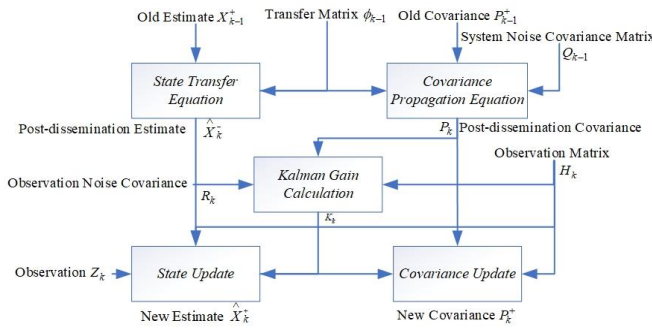 Old Estimate X⁺ₖ₋₁
Transfer Matrix ϕₖ₋₁
Old Covariance P⁺ₖ₋₁
System Noise Covariance Matrix
Qₖ₋₁
State Transfer
Equation
Covariance
Propagation Equation
Post-dissemination Estimate X̂⁻ₖ
Pₖ Post-dissemination Covariance
Observation Matrix
Hₖ
Kalman Gain
Calculation
Observation Noise Covariance
Rₖ
Kₖ
Observation Zₖ
State Update
Covariance Update
New Estimate X̂⁺ₖ
New Covariance P⁺ₖ